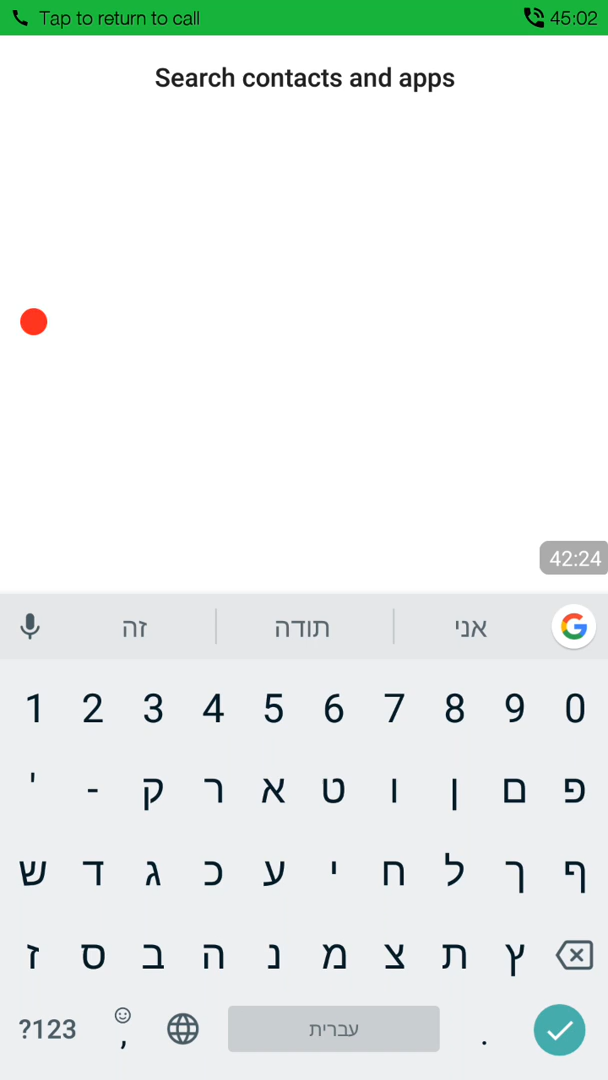 Tap to return to call 45:02
Search contacts and apps
42:24
זה תודה אני
1 2 3 4 5 6 7 8 9 0
' - ק ר א ט ו ן ם פ
ש ד ג כ ע י ח ל ך ף
ז ס ב ה נ מ צ ת ץ
?123 , עברית .